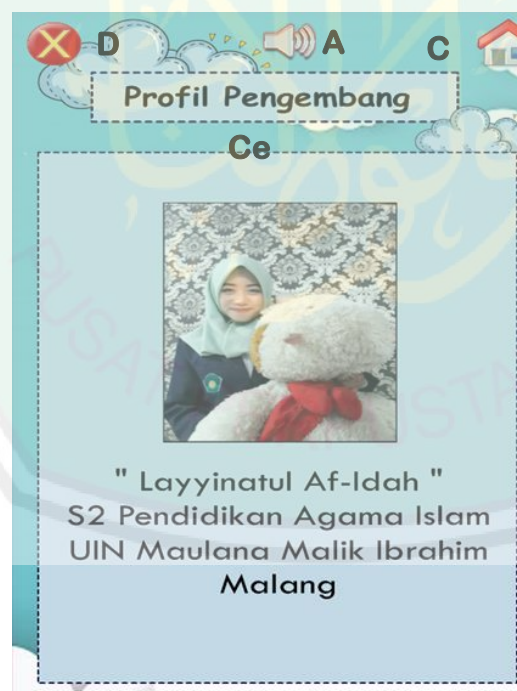 D A C
Profil Pengembang
Ce
" Layyinatul Af-Idah "
S2 Pendidikan Agama Islam
UIN Maulana Malik Ibrahim
Malang